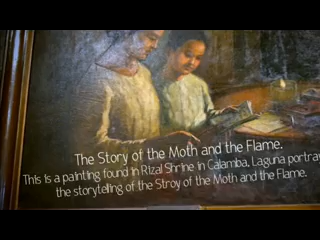 The Story of the Moth and the Flame.
This is a painting found in Rizal Shrine in Calamba, Laguna portray
the storytelling of the Stroy of the Moth and the Flame.